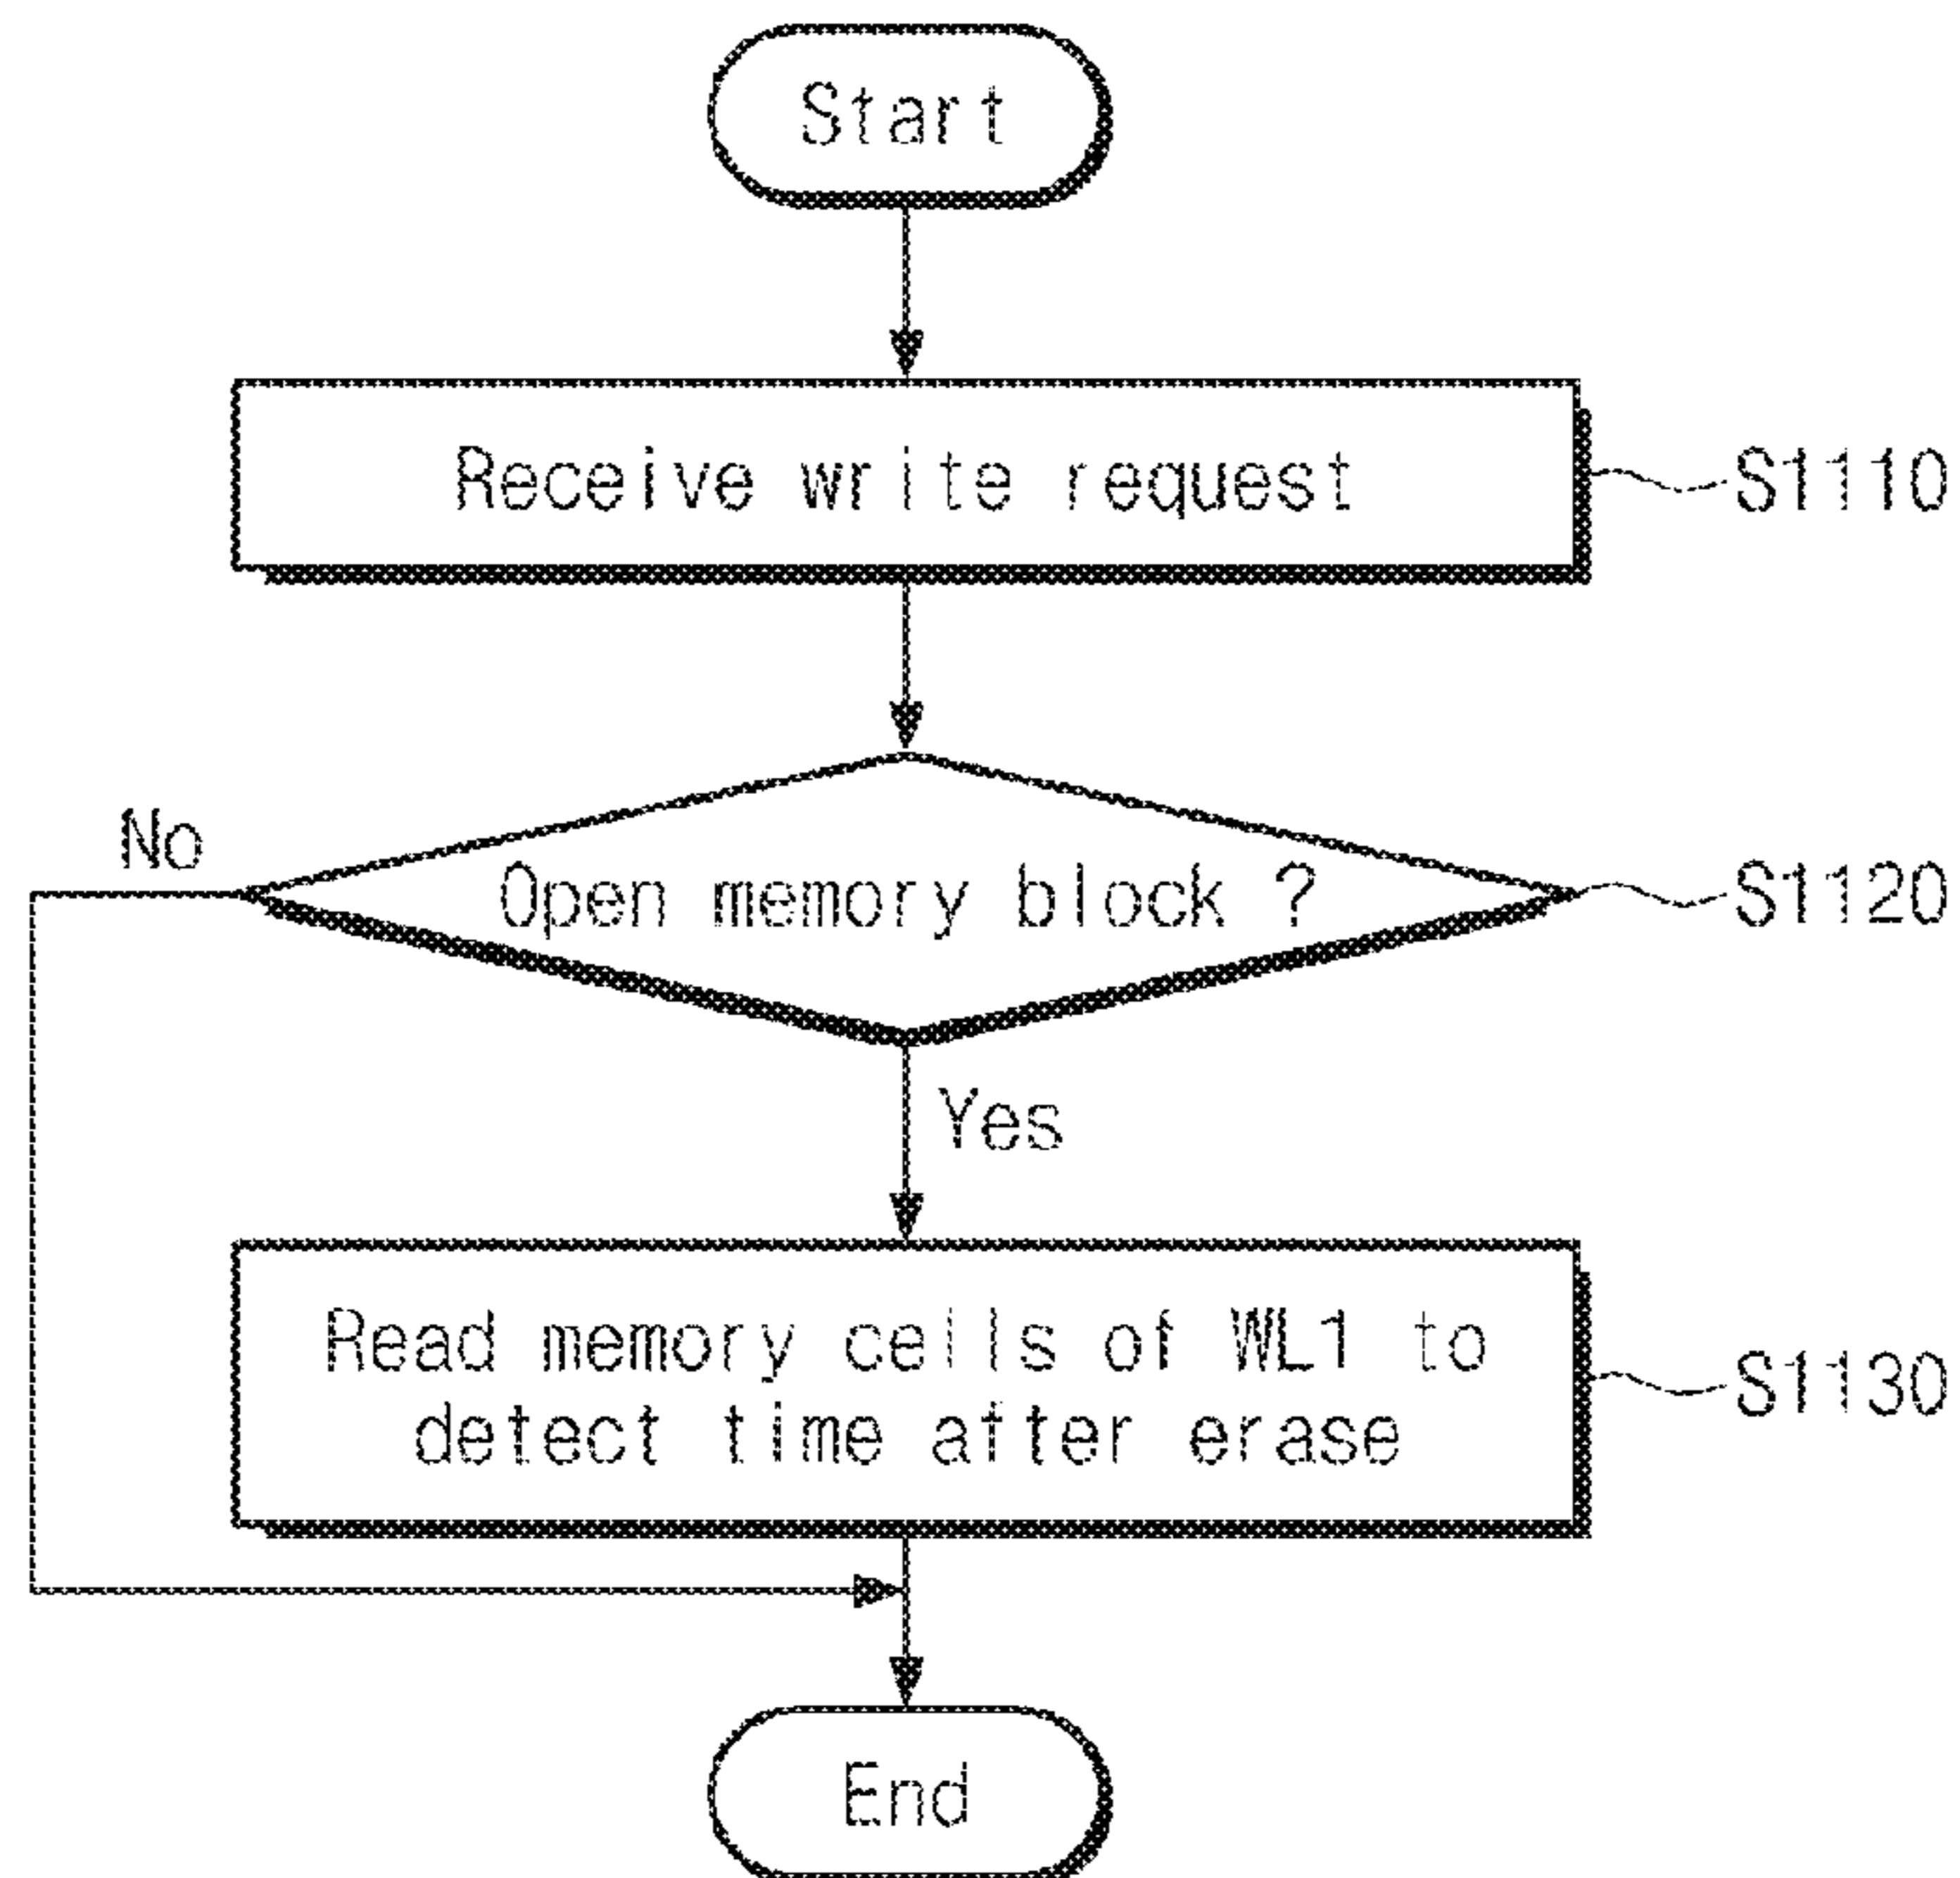 Start
Receive write request
S1110
No
Open memory block ?
S1120
Yes
Read memory cells of WL1 to
detect time after erase
S1130
End